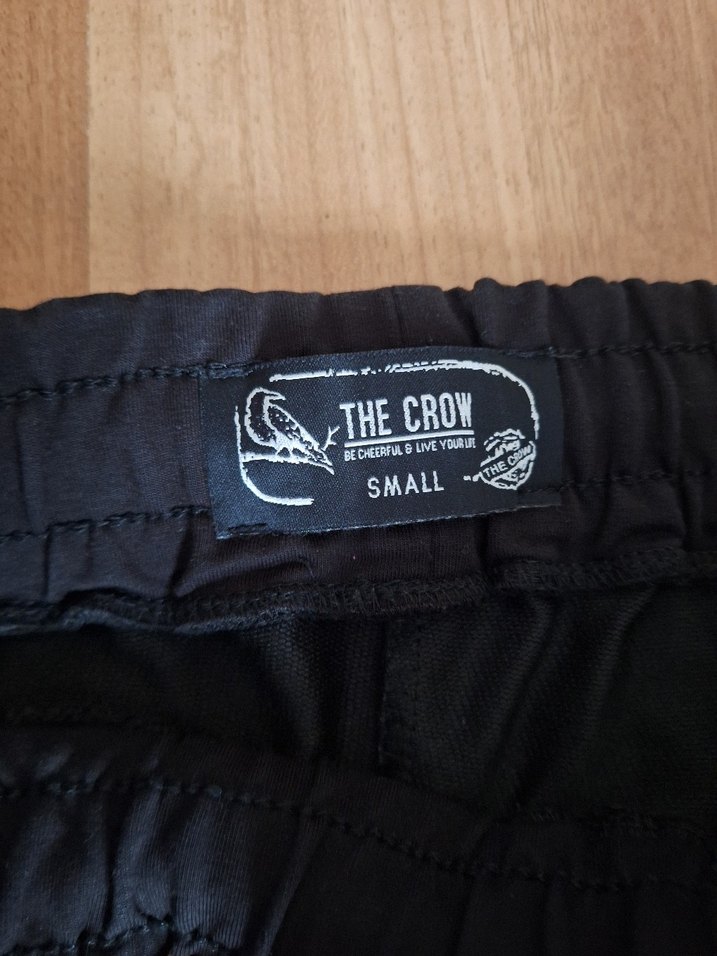 THE CROW
BE CHEERFUL & LIVE YOUR LIFE
SMALL
THE CROW